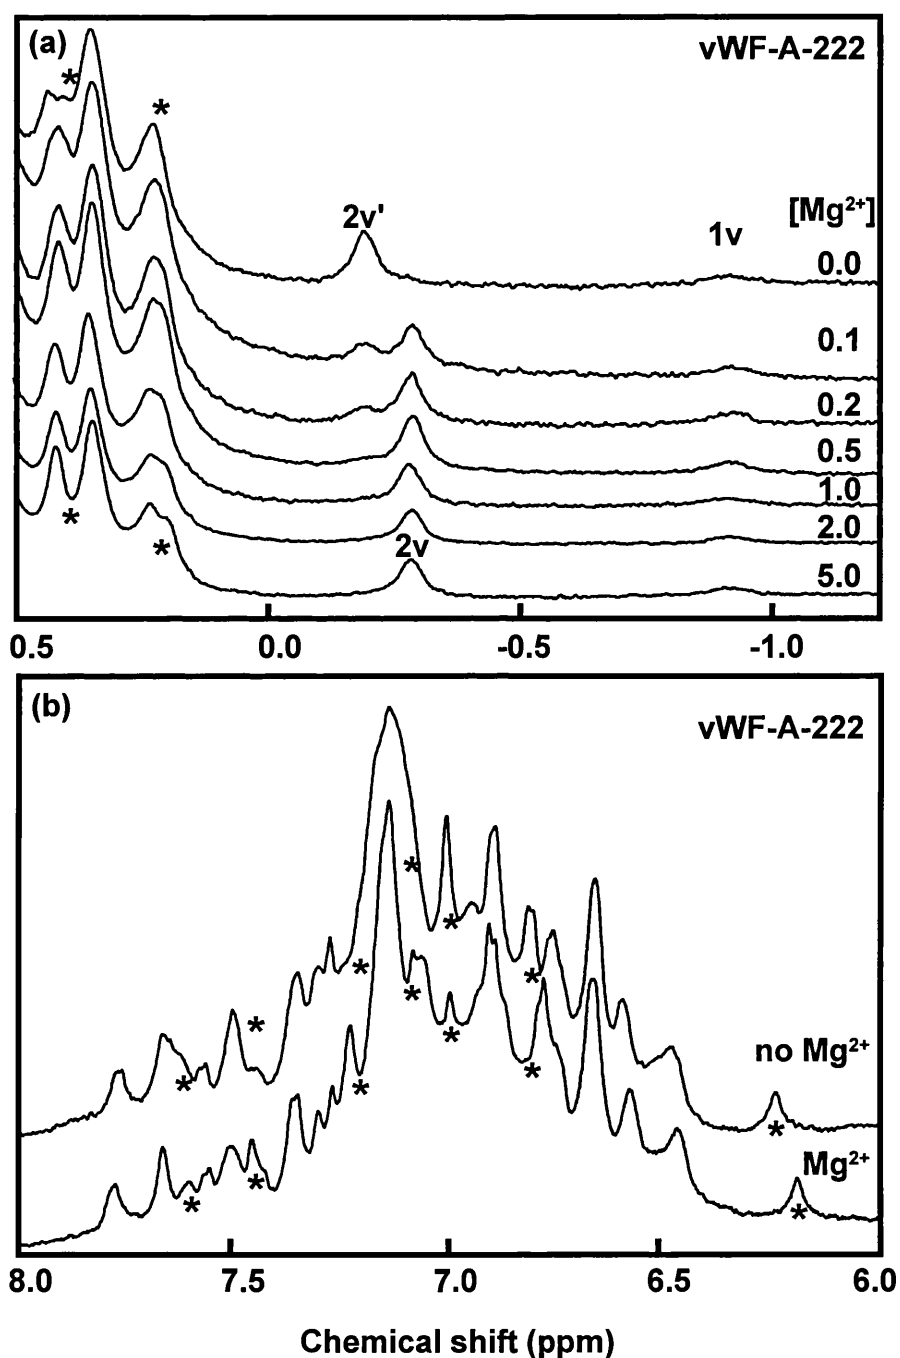 (a)
vWF-A-222
*
*
[Mg²⁺]
2v'
1v
0.0
0.1
0.2
0.5
1.0
2.0
5.0
*
*
2v
0.5 0.0 -0.5 -1.0
(b)
vWF-A-222
*
*
*
*
*
*
*
*
*
no Mg²⁺
*
*
*
*
Mg²⁺
*
*
*
8.0 7.5 7.0 6.5 6.0
Chemical shift (ppm)